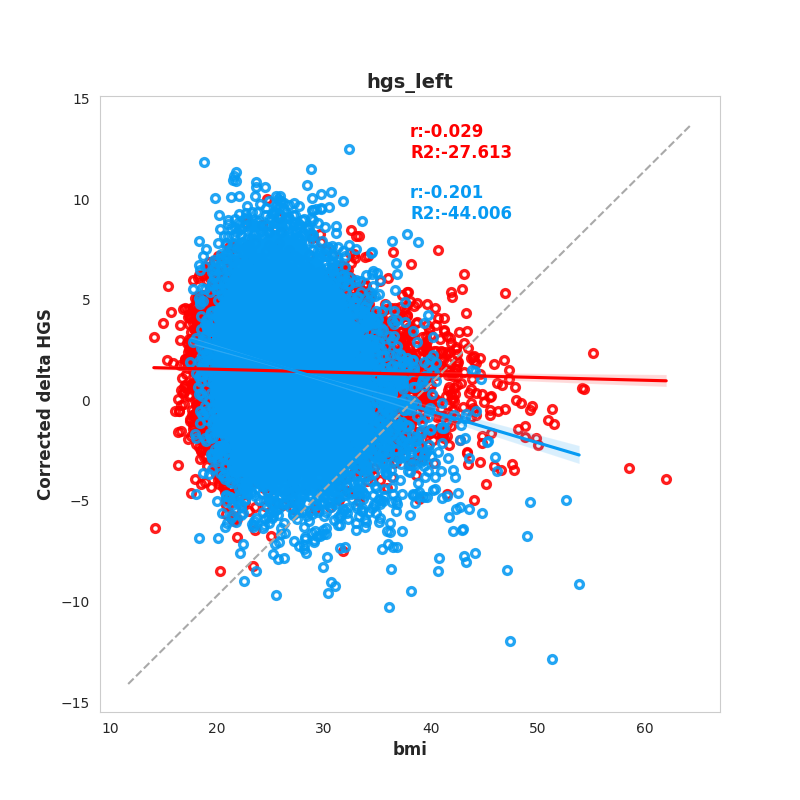 hgs_left
r:-0.029
R2:-27.613
r:-0.201
R2:-44.006
15
10
5
0
−5
−10
−15
Corrected delta HGS
10 20 30 40 50 60
bmi